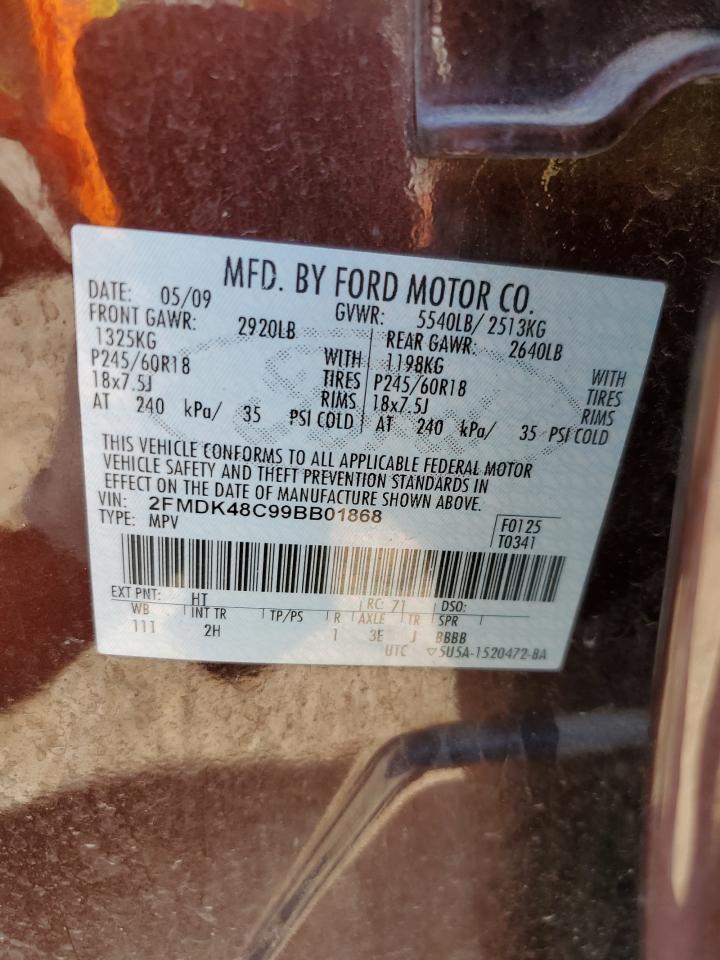 MFD. BY FORD MOTOR CO.
DATE: 05/09 GVWR: 5540LB/ 2513KG
FRONT GAWR: 2920LB REAR GAWR: 2640LB
1325KG WITH 1198KG WITH
P245/60R18 TIRES P245/60R18 TIRES
18x7.5J RIMS 18x7.5J RIMS
AT 240 kPa/ 35 PSI COLD AT 240 kPa/ 35 PSI COLD
THIS VEHICLE CONFORMS TO ALL APPLICABLE FEDERAL MOTOR
VEHICLE SAFETY AND THEFT PREVENTION STANDARDS IN
EFFECT ON THE DATE OF MANUFACTURE SHOWN ABOVE.
VIN: 2FMDK48C99BB01868
TYPE: MPV
F0125
T0341
EXT PNT: HT RC: 71 DSO:
WB INT TR TP/PS R AXLE TR SPR
111 2H 1 3E J BBBB
UTC ▽5U5A-1520472-BA